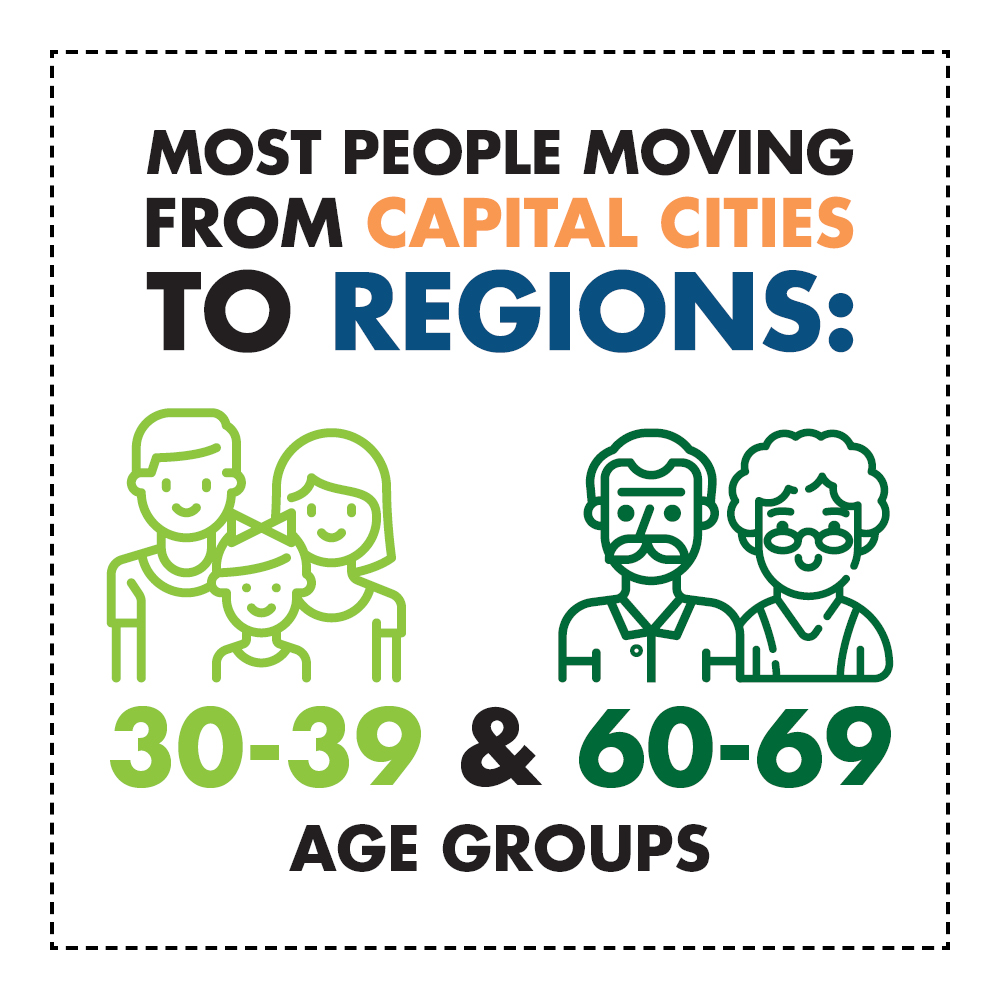 MOST PEOPLE MOVING
FROM CAPITAL CITIES
TO REGIONS:
30-39 & 60-69
AGE GROUPS